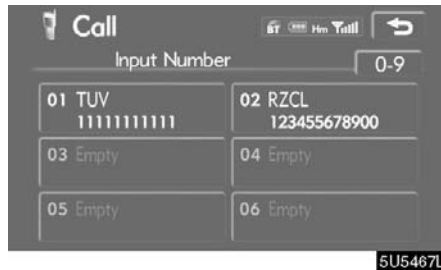 Call BT Hm
Input Number 0-9
01 TUV 02 RZCL
11111111111 123455678900
03 Empty 04 Empty
05 Empty 06 Empty
5U5467L